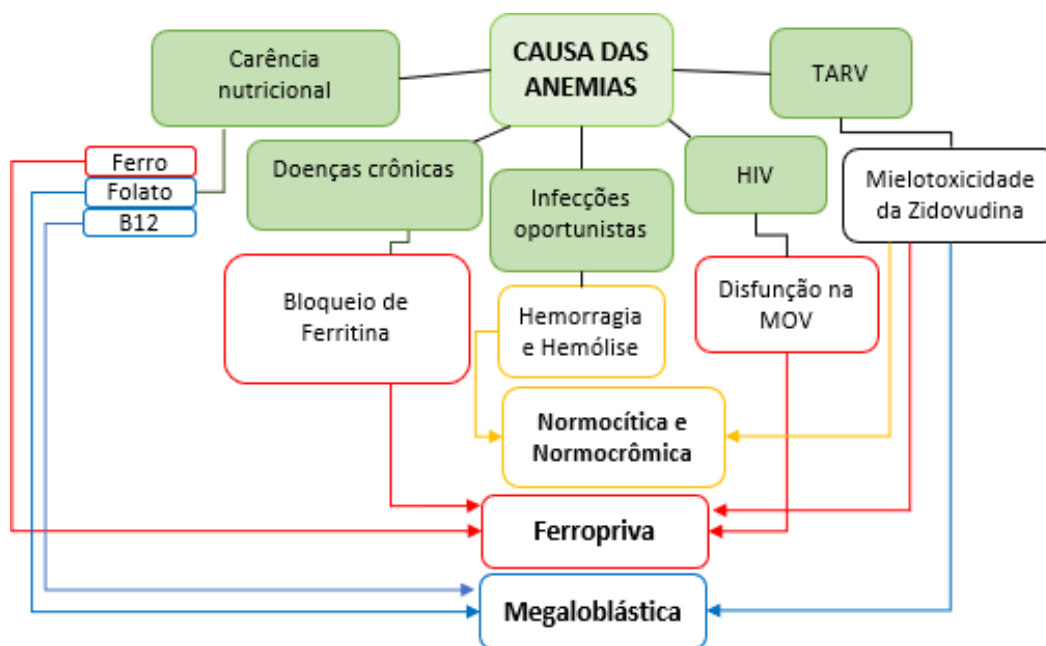 CAUSA DAS
ANEMIAS
Carência
nutricional
TARV
Ferro
Folato
B12
Doenças crônicas
Infecções
oportunistas
HIV
Mielotoxicidade
da Zidovudina
Bloqueio de
Ferritina
Hemorragia
e Hemólise
Disfunção na
MOV
Normocítica e
Normocrômica
Ferropriva
Megaloblástica